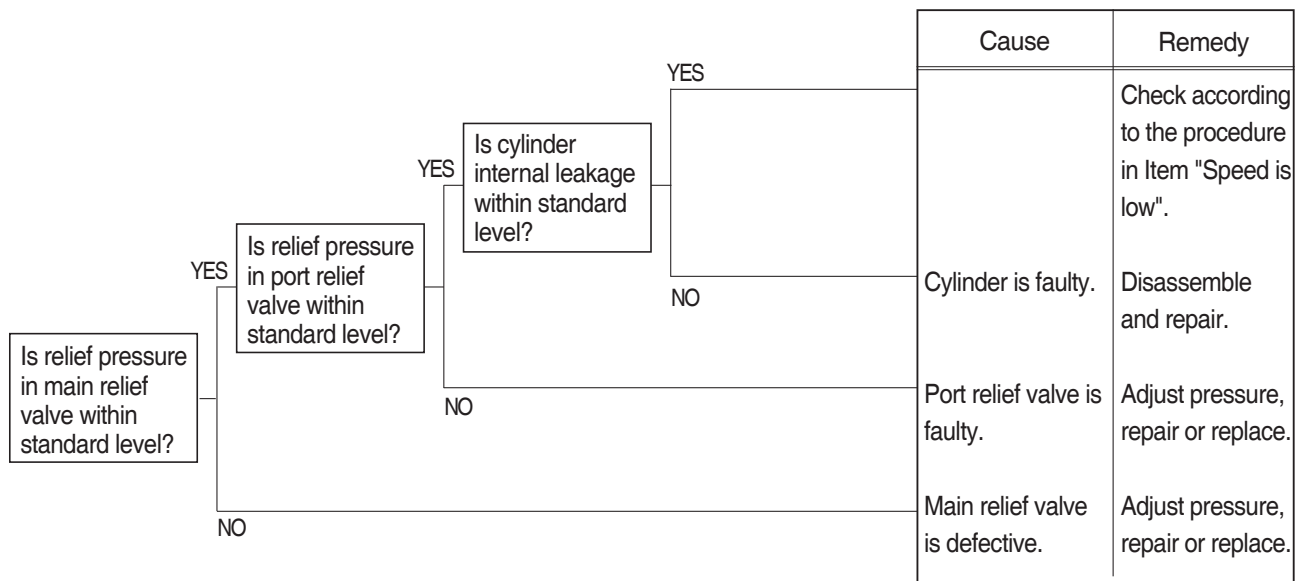 Cause
Remedy
YES
Check according
to the procedure
in Item "Speed is
low".
Is cylinder
internal leakage
within standard
level?
YES
NO
Cylinder is faulty.
Disassemble
and repair.
Is relief pressure
in port relief
valve within
standard level?
YES
NO
Port relief valve is
faulty.
Adjust pressure,
repair or replace.
Is relief pressure
in main relief
valve within
standard level?
NO
Main relief valve
is defective.
Adjust pressure,
repair or replace.